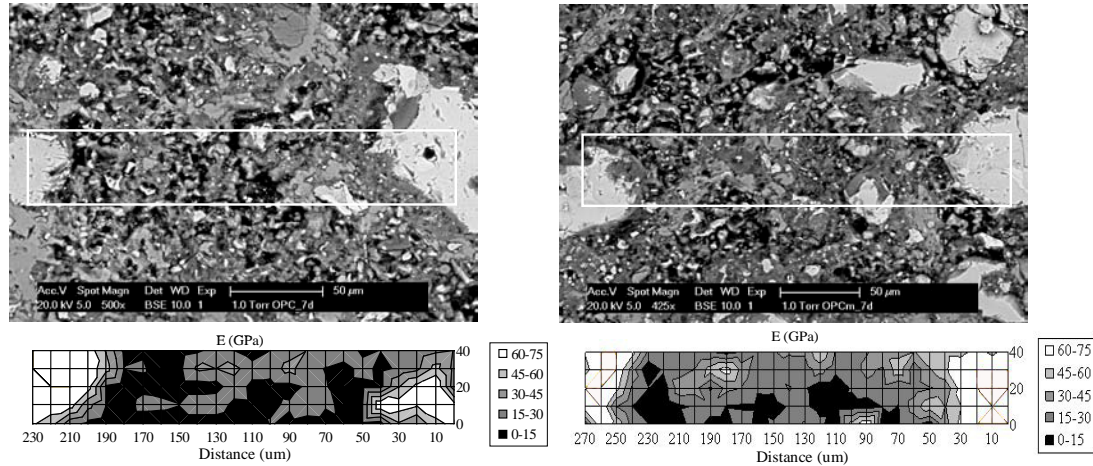 Acc.V Spot Magn Det WD Exp 50 µm
20.0 kV 5.0 500x BSE 10.0 1 1.0 Torr OPC_7d
Acc.V Spot Magn Det WD Exp 50 µm
20.0 kV 5.0 425x BSE 10.0 1 1.0 Torr OPCm_7d
E (GPa)
40
20
0
60-75
45-60
30-45
15-30
0-15
230 210 190 170 150 130 110 90 70 50 30 10
Distance (um)
E (GPa)
40
20
0
60-75
45-60
30-45
15-30
0-15
270 250 230 210 190 170 150 130 110 90 70 50 30 10
Distance (um)